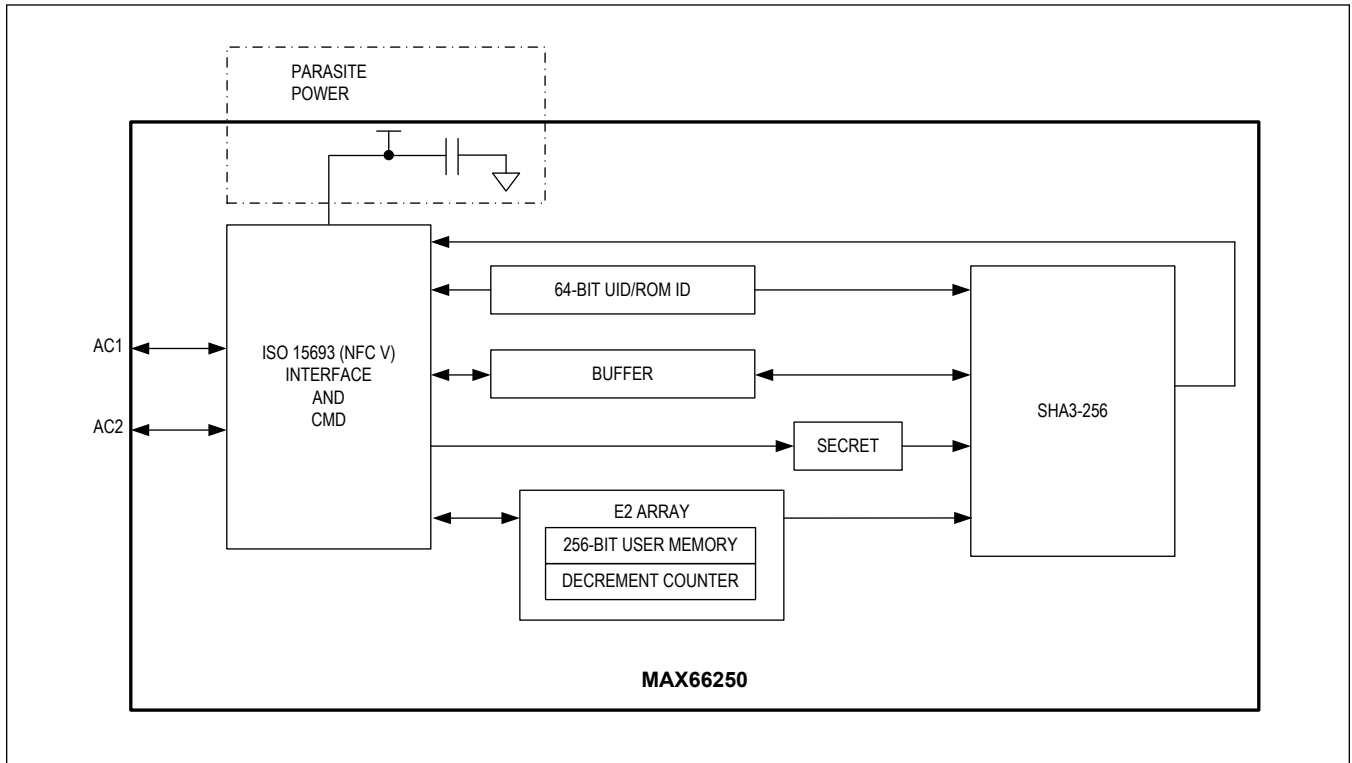 PARASITE
POWER
64-BIT UID/ROM ID
AC1
ISO 15693 (NFC V)
INTERFACE
AND
CMD
BUFFER
SHA3-256
AC2
SECRET
E2 ARRAY
256-BIT USER MEMORY
DECREMENT COUNTER
MAX66250